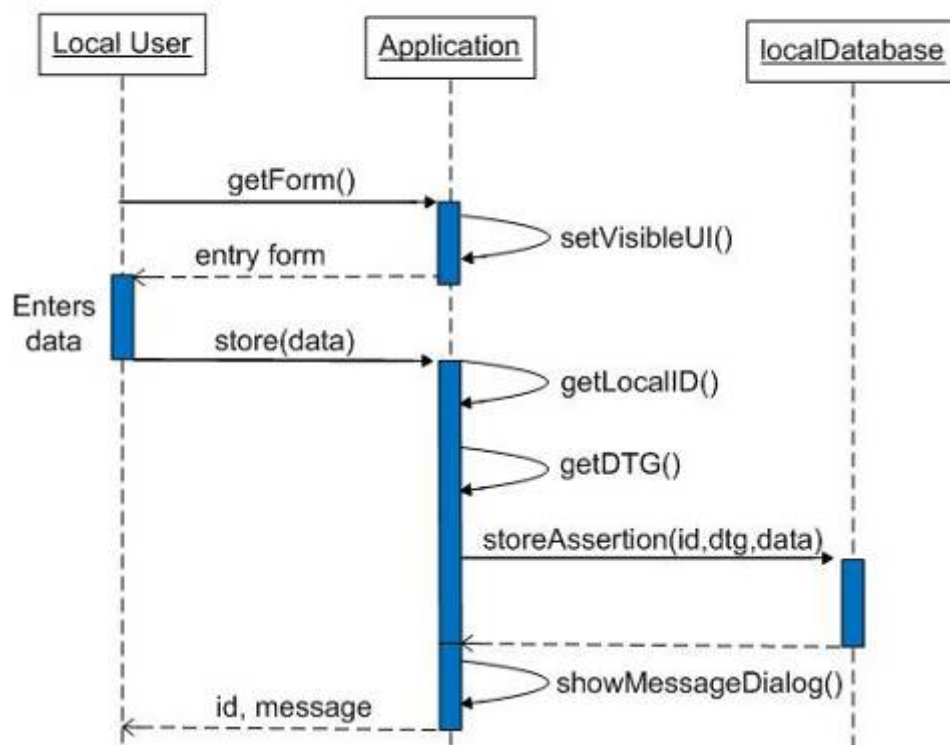 Local User
Application
localDatabase
getForm()
setVisibleUI()
entry form
Enters
data
store(data)
getLocalID()
getDTG()
storeAssertion(id,dtg,data)
showMessageDialog()
id, message